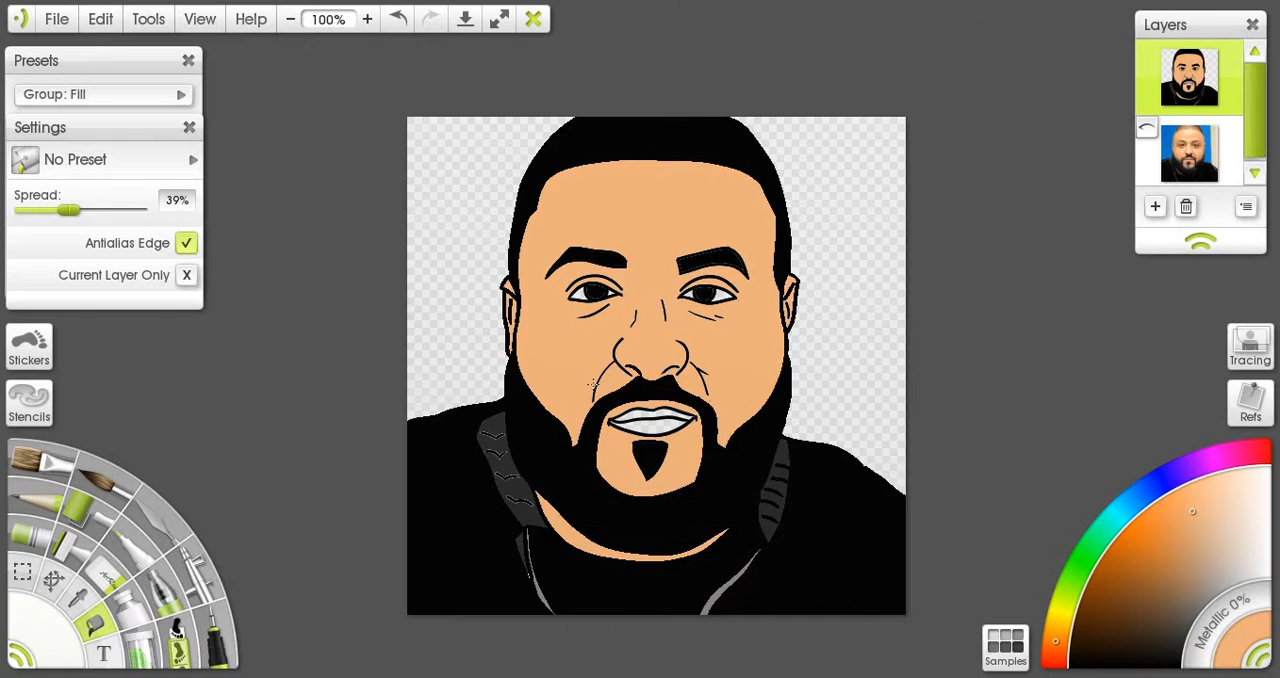 File Edit Tools View Help 100%
Layers
Presets
Group: Fill
Settings
No Preset
Spread:
39%
Antialias Edge
Current Layer Only X
Stickers
Stencils
Tracing
Refs
T
Metallic 0%
Samples